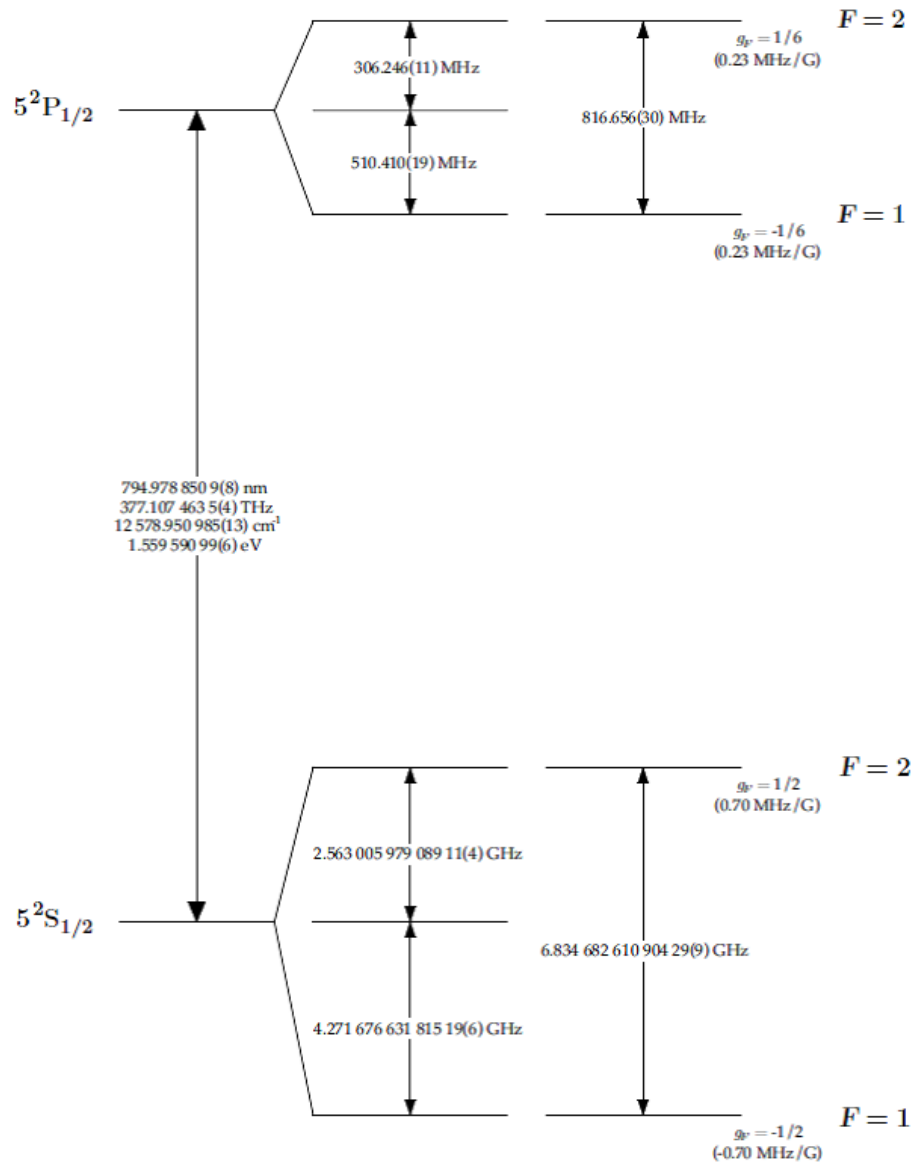 F = 2
g_F = 1/6
(0.23 MHz/G)
306.246(11) MHz
5²P₁/₂
816.656(30) MHz
510.410(19) MHz
F = 1
g_F = -1/6
(0.23 MHz/G)
794.978 850 9(8) nm
377.107 463 5(4) THz
12 578.950 985(13) cm⁻¹
1.559 590 99(6) eV
F = 2
g_F = 1/2
(0.70 MHz/G)
2.563 005 979 089 11(4) GHz
5²S₁/₂
6.834 682 610 904 29(9) GHz
4.271 676 631 815 19(6) GHz
F = 1
g_F = -1/2
(-0.70 MHz/G)